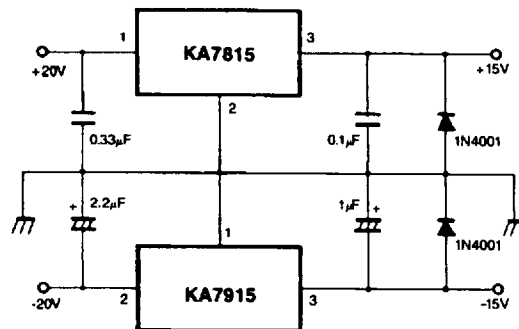 1
KA7815
3
+20V
+15V
2
0.33µF
0.1µF
1N4001
+
2.2µF
1µF
+
1
1N4001
2
KA7915
3
-20V
-15V